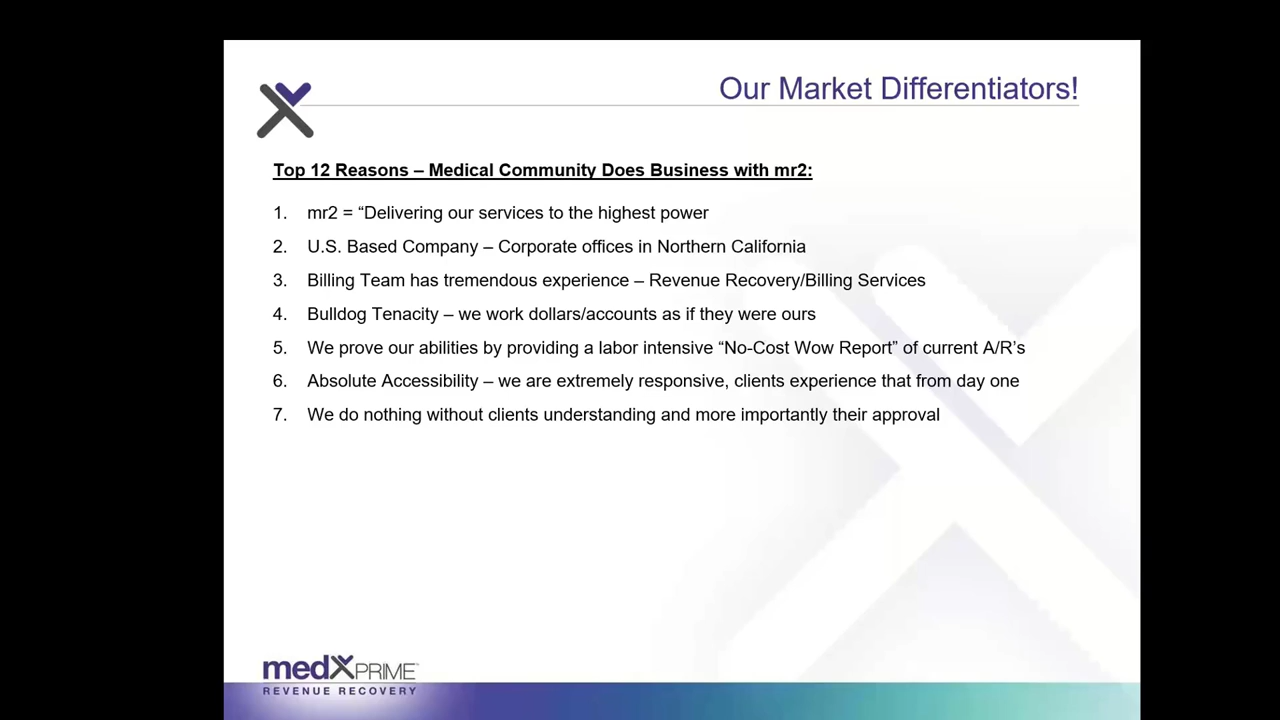 Our Market Differentiators!
Top 12 Reasons – Medical Community Does Business with mr2:
1. mr2 = “Delivering our services to the highest power
2. U.S. Based Company – Corporate offices in Northern California
3. Billing Team has tremendous experience – Revenue Recovery/Billing Services
4. Bulldog Tenacity – we work dollars/accounts as if they were ours
5. We prove our abilities by providing a labor intensive “No-Cost Wow Report” of current A/R’s
6. Absolute Accessibility – we are extremely responsive, clients experience that from day one
7. We do nothing without clients understanding and more importantly their approval
medXPRIME™
REVENUE RECOVERY